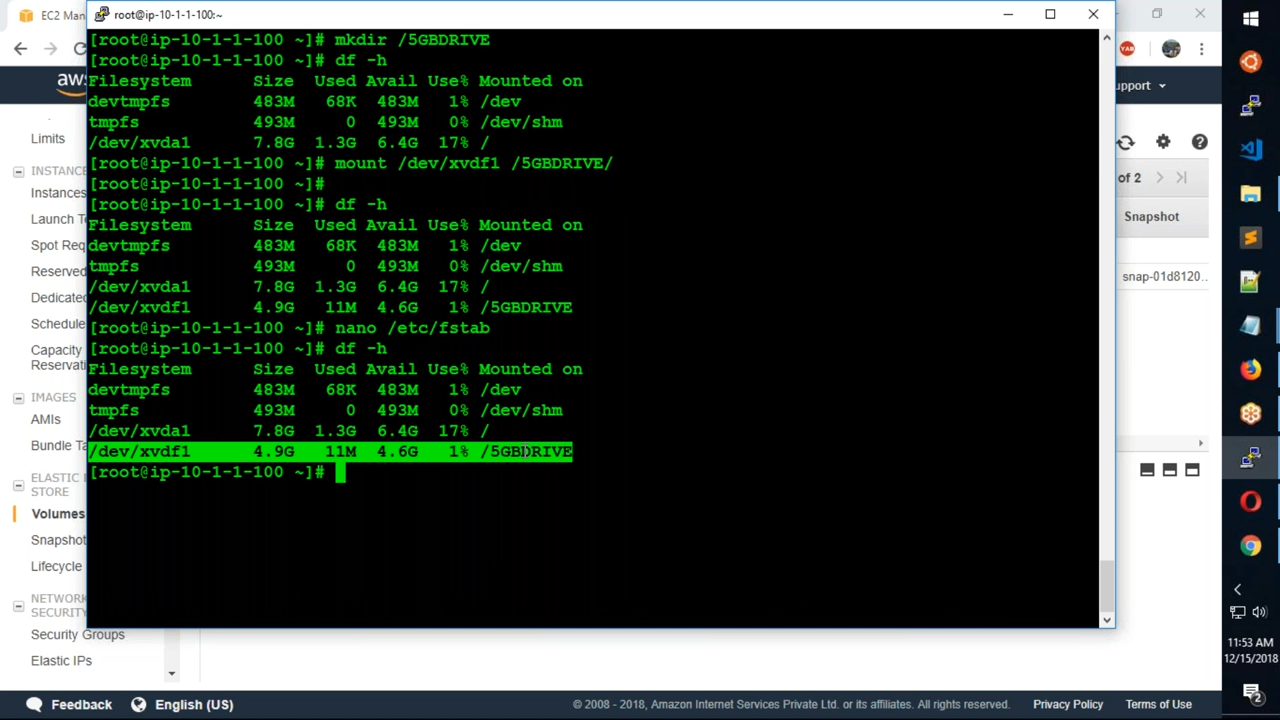 EC2 Man
root@ip-10-1-1-100:~
[root@ip-10-1-1-100 ~]# mkdir /5GBDRIVE
[root@ip-10-1-1-100 ~]# df -h
Filesystem Size Used Avail Use% Mounted on
devtmpfs 483M 68K 483M 1% /dev
tmpfs 493M 0 493M 0% /dev/shm
/dev/xvda1 7.8G 1.3G 6.4G 17% /
[root@ip-10-1-1-100 ~]# mount /dev/xvdf1 /5GBDRIVE/
[root@ip-10-1-1-100 ~]#
[root@ip-10-1-1-100 ~]# df -h
Filesystem Size Used Avail Use% Mounted on
devtmpfs 483M 68K 483M 1% /dev
tmpfs 493M 0 493M 0% /dev/shm
/dev/xvda1 7.8G 1.3G 6.4G 17% /
/dev/xvdf1 4.9G 11M 4.6G 1% /5GBDRIVE
[root@ip-10-1-1-100 ~]# nano /etc/fstab
[root@ip-10-1-1-100 ~]# df -h
Filesystem Size Used Avail Use% Mounted on
devtmpfs 483M 68K 483M 1% /dev
tmpfs 493M 0 493M 0% /dev/shm
/dev/xvda1 7.8G 1.3G 6.4G 17% /
/dev/xvdf1 4.9G 11M 4.6G 1% /5GBDRIVE
[root@ip-10-1-1-100 ~]#
aws
Limits
INSTANC
Instances
Launch T
Spot Req
Reserved
Dedicated
Schedule
Capacity
Reservati
IMAGES
AMIs
Bundle Ta
ELASTIC
STORE
Volumes
Snapshot
Lifecycle
NETWORK
SECURITY
Security Groups
Elastic IPs
YAB
upport
of 2
Snapshot
snap-01d8120..
11:53 AM
12/15/2018
2
Feedback
English (US)
© 2008 - 2018, Amazon Internet Services Private Ltd. or its affiliates. All rights reserved.
Privacy Policy
Terms of Use